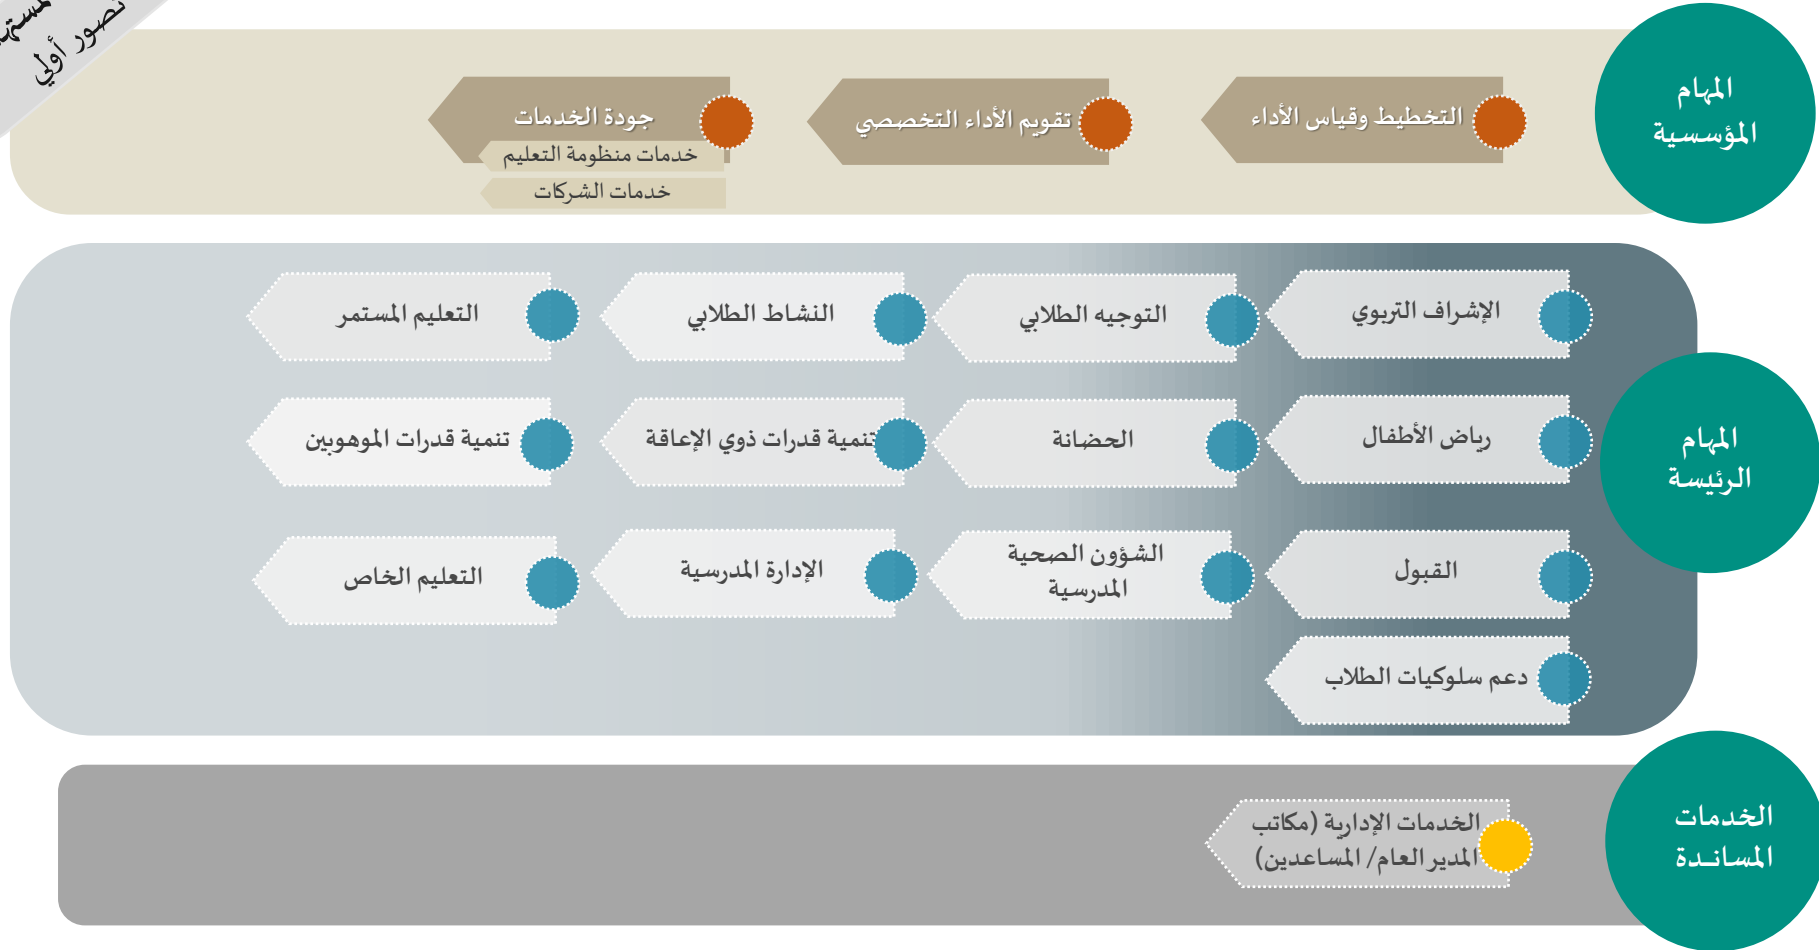 تصور أولي
المهام
المؤسسية
التخطيط وقياس الأداء
تقويم الأداء التخصصي
جودة الخدمات
خدمات منظومة التعليم
خدمات الشركات
المهام
الرئيسة
الإشراف التربوي
التوجيه الطلابي
النشاط الطلابي
التعليم المستمر
رياض الأطفال
الحضانة
تنمية قدرات ذوي الإعاقة
تنمية قدرات الموهوبين
القبول
الشؤون الصحية
المدرسية
الإدارة المدرسية
التعليم الخاص
دعم سلوكيات الطلاب
الخدمات
المساندة
الخدمات الإدارية (مكاتب
المدير العام/ المساعدين)